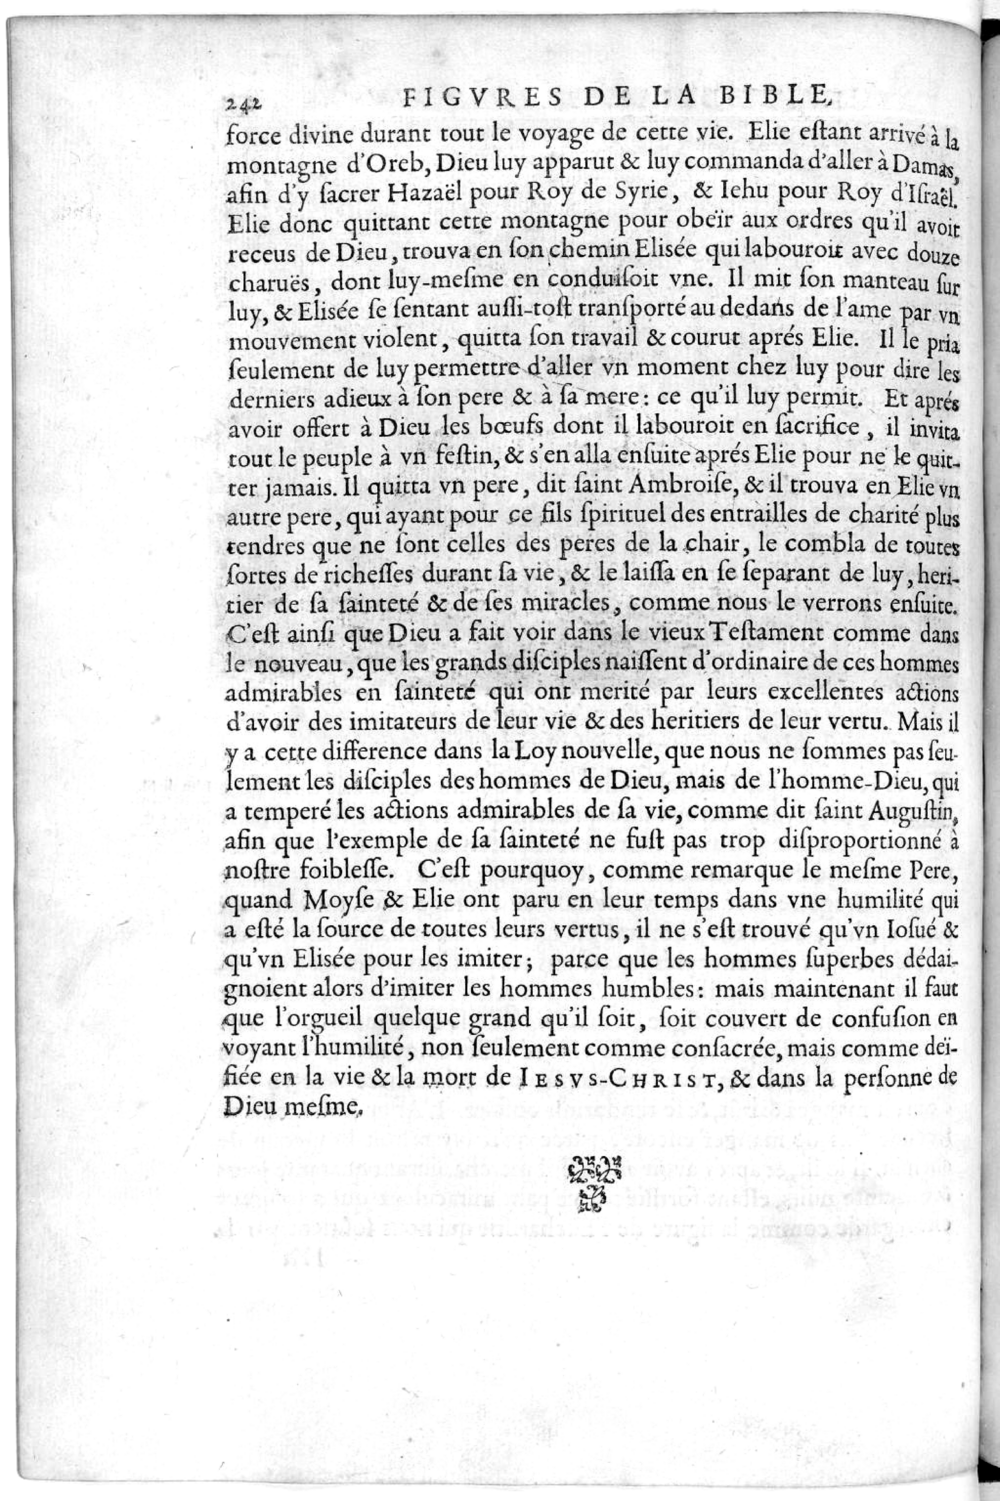 242 FIGVRES DE LA BIBLE,
force divine durant tout le voyage de cette vie. Elie eſtant arrivé à la
montagne d'Oreb, Dieu luy apparut & luy commanda d'aller à Damas,
afin d'y ſacrer Hazaël pour Roy de Syrie, & Iehu pour Roy d'Iſraël.
Elie donc quittant cette montagne pour obeïr aux ordres qu'il avoit
receus de Dieu, trouva en ſon chemin Elisée qui labouroit avec douze
charuës, dont luy-meſme en conduiſoit vne. Il mit ſon manteau ſur
luy, & Elisée ſe ſentant auſſi-toſt tranſporté au dedans de l'ame par vn
mouvement violent, quitta ſon travail & courut aprés Elie. Il le pria
ſeulement de luy permettre d'aller vn moment chez luy pour dire les
derniers adieux à ſon pere & à ſa mere: ce qu'il luy permit. Et aprés
avoir offert à Dieu les bœufs dont il labouroit en ſacrifice, il invita
tout le peuple à vn feſtin, & s'en alla enſuite aprés Elie pour ne le quit-
ter jamais. Il quitta vn pere, dit ſaint Ambroiſe, & il trouva en Elie vn
autre pere, qui ayant pour ce fils ſpirituel des entrailles de charité plus
tendres que ne ſont celles des peres de la chair, le combla de toutes
ſortes de richeſſes durant ſa vie, & le laiſſa en ſe ſeparant de luy, heri-
tier de ſa ſainteté & de ſes miracles, comme nous le verrons enſuite.
C'eſt ainſi que Dieu a fait voir dans le vieux Teſtament comme dans
le nouveau, que les grands diſciples naiſſent d'ordinaire de ces hommes
admirables en ſainteté qui ont merité par leurs excellentes actions
d'avoir des imitateurs de leur vie & des heritiers de leur vertu. Mais il
y a cette difference dans la Loy nouvelle, que nous ne ſommes pas ſeu-
lement les diſciples des hommes de Dieu, mais de l'homme-Dieu, qui
a temperé les actions admirables de ſa vie, comme dit ſaint Auguſtin,
afin que l'exemple de ſa ſainteté ne fuſt pas trop diſproportionné à
noſtre foibleſſe. C'eſt pourquoy, comme remarque le meſme Pere,
quand Moyſe & Elie ont paru en leur temps dans vne humilité qui
a eſté la ſource de toutes leurs vertus, il ne s'eſt trouvé qu'vn Ioſué &
qu'vn Elisée pour les imiter; parce que les hommes ſuperbes dédai-
gnoient alors d'imiter les hommes humbles: mais maintenant il faut
que l'orgueil quelque grand qu'il ſoit, ſoit couvert de confuſion en
voyant l'humilité, non ſeulement comme conſacrée, mais comme deï-
fiée en la vie & la mort de IESVS-CHRIST, & dans la perſonne de
Dieu meſme.